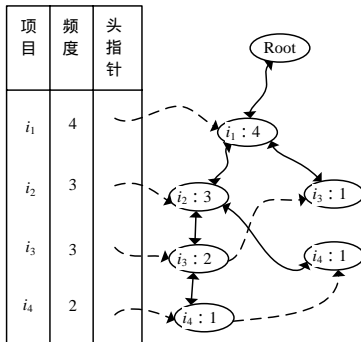 项目 频度 头指针
Root
i₁ 4
i₁：4
i₂ 3
i₂：3
i₃：1
i₃ 3
i₃：2
i₄：1
i₄ 2
i₄：1